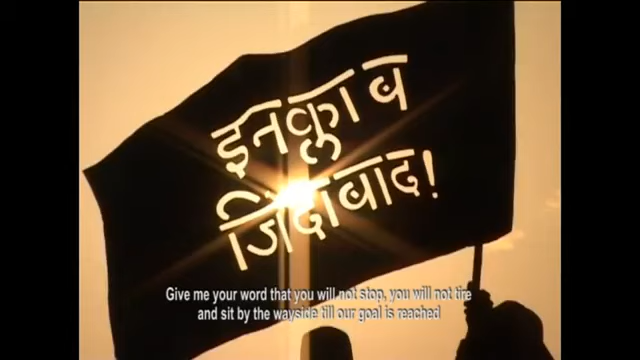 इनक्लाब
जिंदाबाद!
Give me your word that you will not stop, you will not tire
and sit by the wayside till our goal is reached